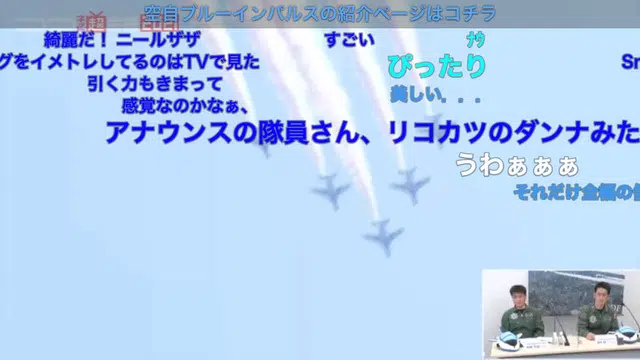 空自ブルーインパルスの紹介ページはコチラ
綺麗だ！ニールザザ
すごい
ﾅｳ
グをイメトレしてるのはTVで見た
ぴったり
Sn
引く力もきまって
美しい．．．
感覚なのかなぁ、
アナウンスの隊員さん、リコカツのダンナみた
うわぁぁぁ
それだけ金幅の